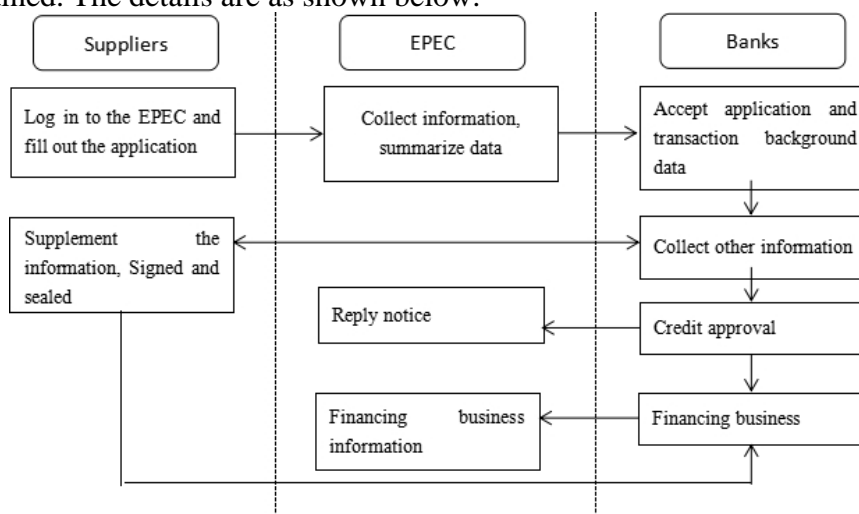 The details are as shown below:
Suppliers
EPEC
Banks
Log in to the EPEC and
fill out the application
Collect information,
summarize data
Accept application and
transaction background
data
Supplement the
information, Signed and
sealed
Collect other information
Reply notice
Credit approval
Financing business
information
Financing business